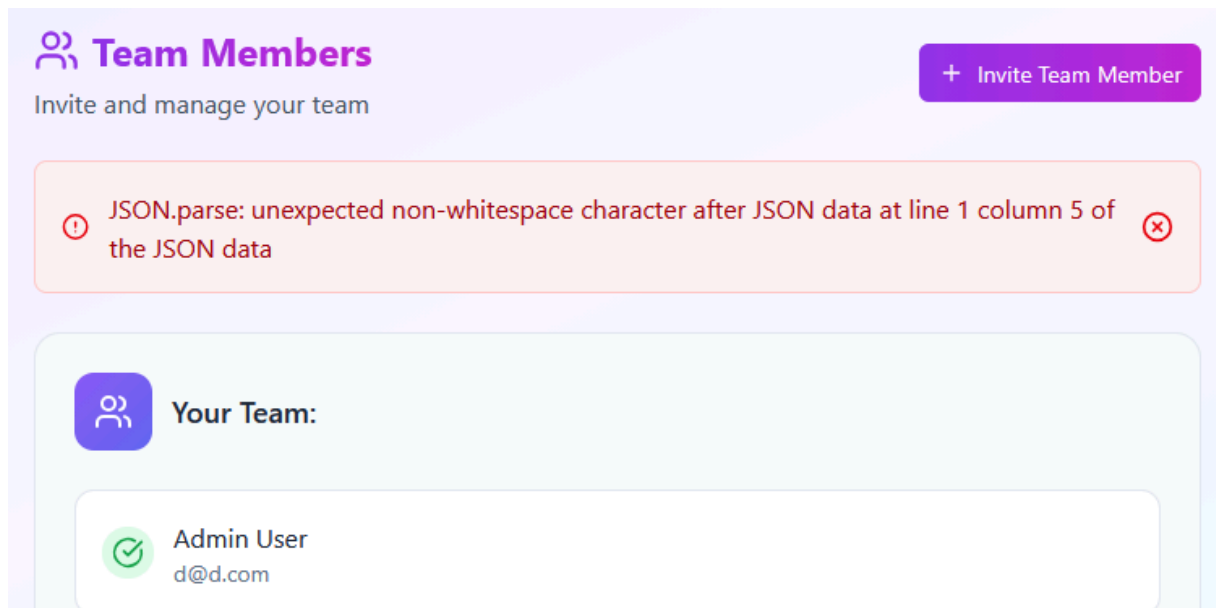 Team Members
+ Invite Team Member
Invite and manage your team
JSON.parse: unexpected non-whitespace character after JSON data at line 1 column 5 of
the JSON data
Your Team:
Admin User
d@d.com